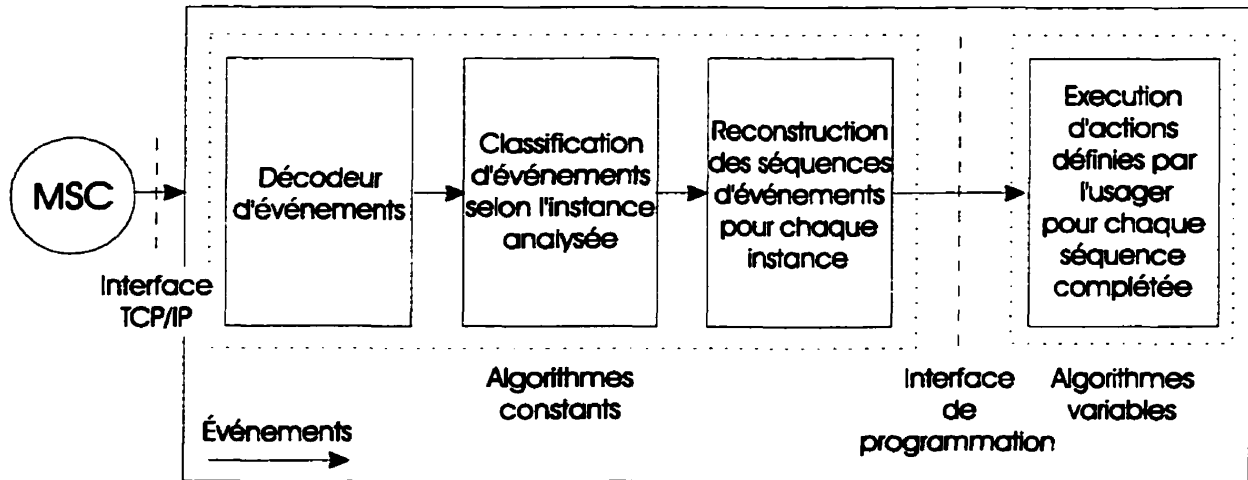 MSC
Interface
TCP/IP
Décodeur
d'événements
Classification
d'événements
selon l'instance
analysée
Reconstruction
des séquences
d'événements
pour chaque
instance
Execution
d'actions
définies par
l'usager
pour chaque
séquence
complétée
Algorithmes
constants
Interface
de
programmation
Algorithmes
variables
Événements